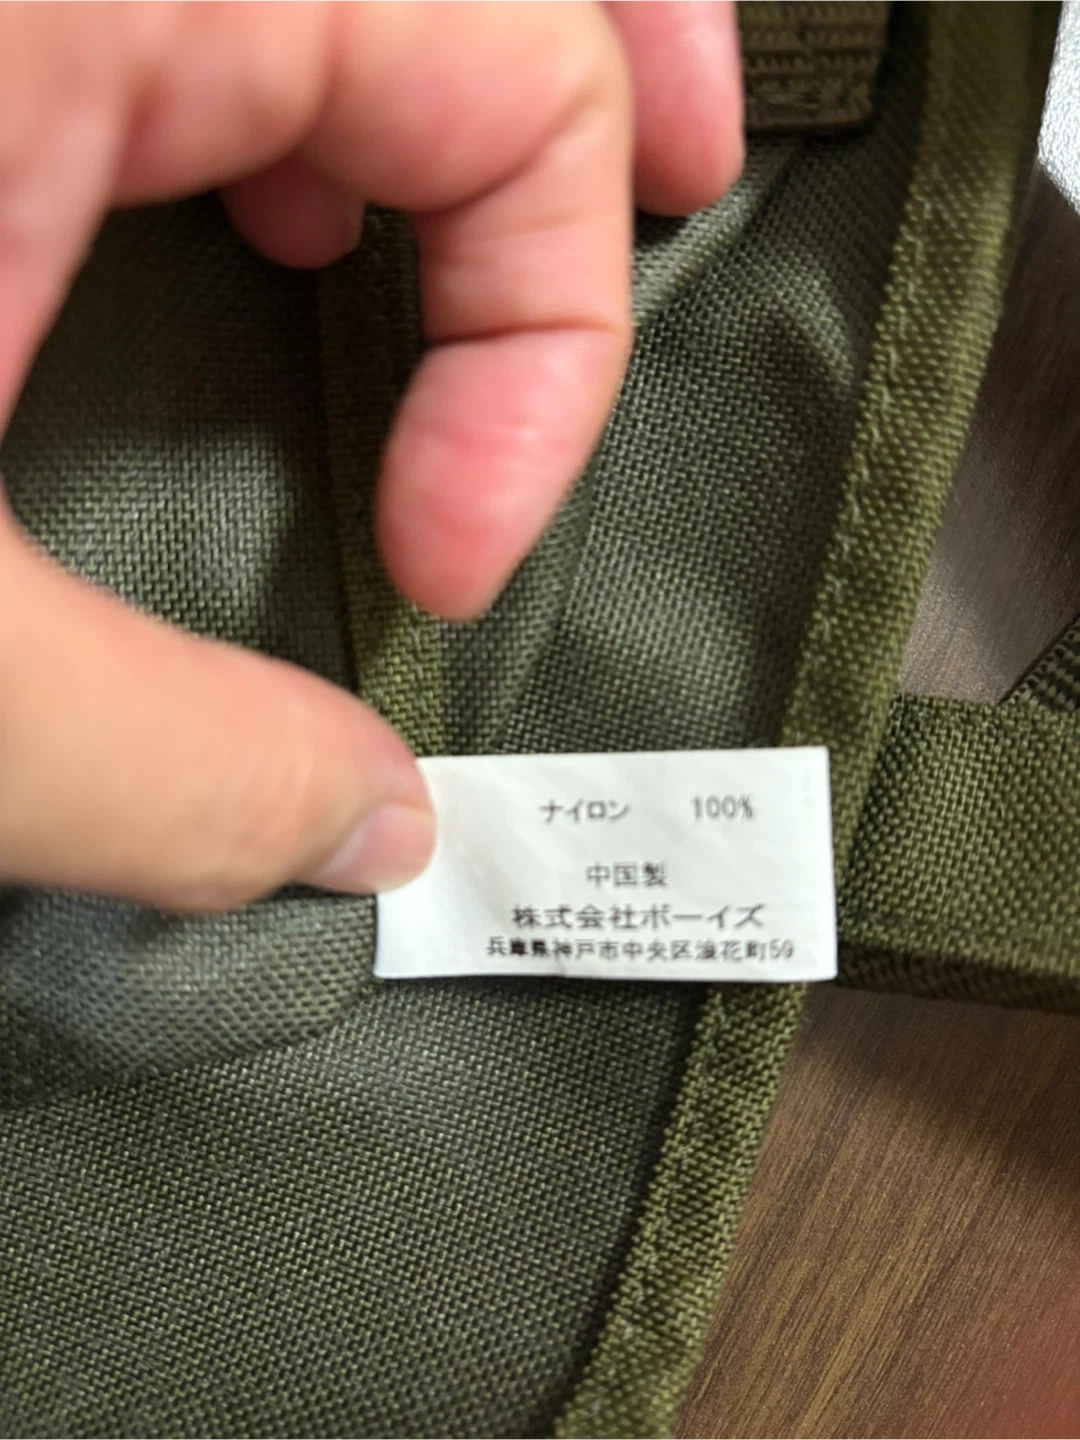 ナイロン 100%
中国製
株式会社ボーイズ
兵庫県神戸市中央区浪花町59